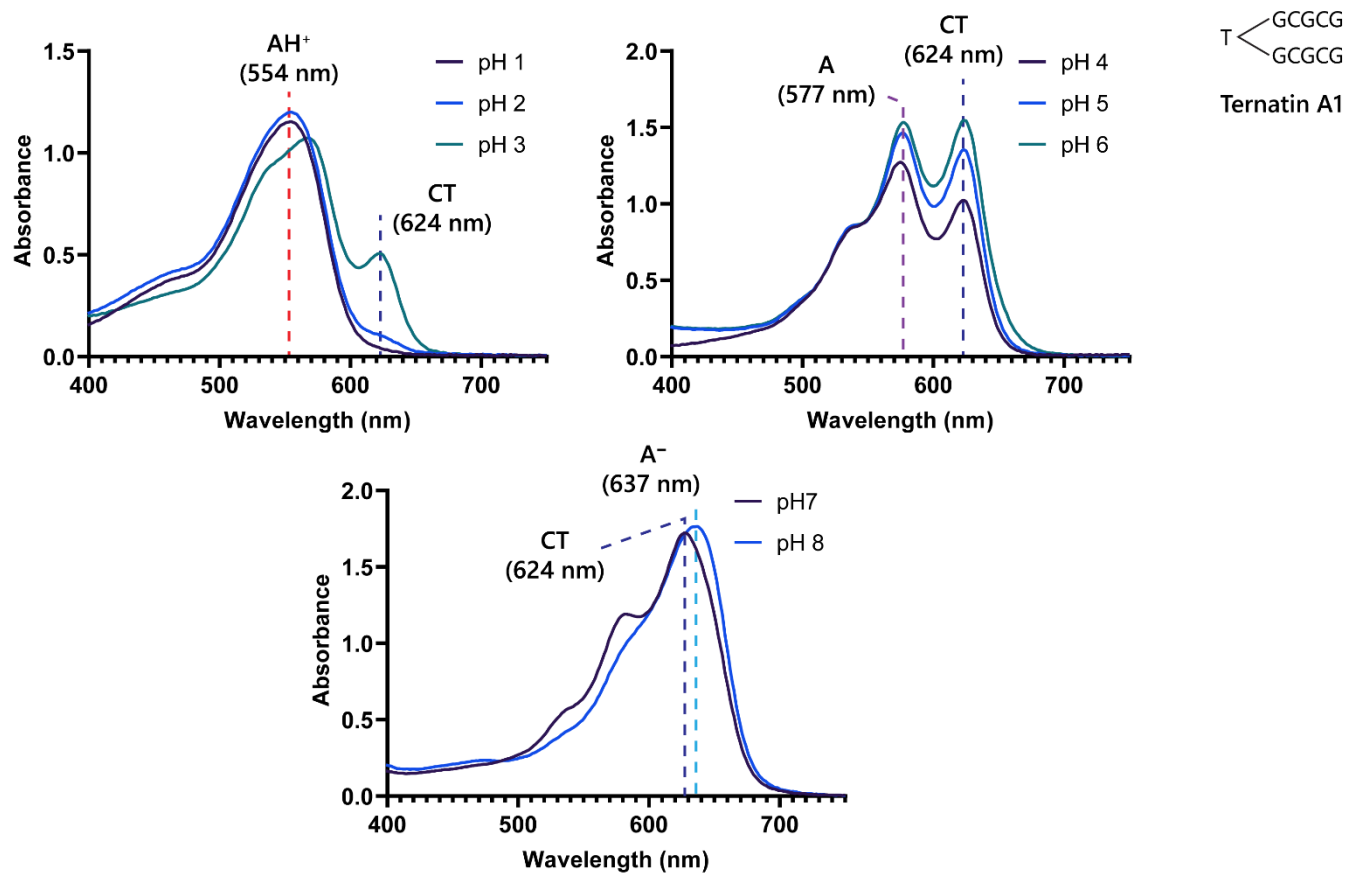 AH⁺
(554 nm)
pH 1
pH 2
pH 3
CT
(624 nm)
1.5
1.0
0.5
0.0
Absorbance
400
500
600
700
Wavelength (nm)
A
(577 nm)
CT
(624 nm)
pH 4
pH 5
pH 6
2.0
1.5
1.0
0.5
0.0
Absorbance
400
500
600
700
Wavelength (nm)
GCGCG
T
GCGCG
Ternatin A1
A⁻
(637 nm)
CT
(624 nm)
pH7
pH 8
2.0
1.5
1.0
0.5
0.0
Absorbance
400
500
600
700
Wavelength (nm)